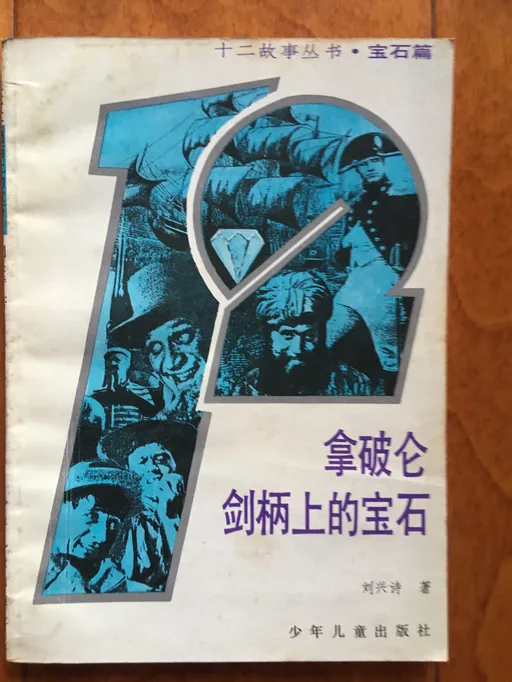 十二故事丛书·宝石篇
12
拿破仑
剑柄上的宝石
刘兴诗 著
少年儿童出版社